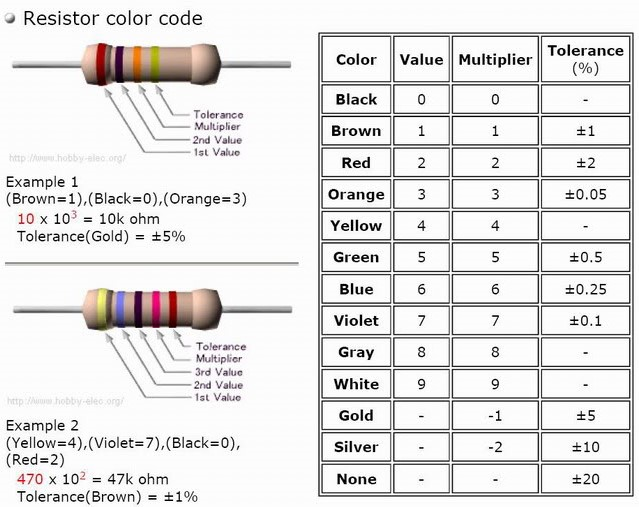 Resistor color code
Tolerance
Multiplier
2nd Value
1st Value
http://www.hobby-elec.org/
Example 1
(Brown=1),(Black=0),(Orange=3)
10 x 10³ = 10k ohm
Tolerance(Gold) = ±5%
Tolerance
Multiplier
3rd Value
2nd Value
1st Value
http://www.hobby-elec.org/
Example 2
(Yellow=4),(Violet=7),(Black=0),
(Red=2)
470 x 10² = 47k ohm
Tolerance(Brown) = ±1%
Color Value Multiplier Tolerance (%)
Black 0 0 -
Brown 1 1 ±1
Red 2 2 ±2
Orange 3 3 ±0.05
Yellow 4 4 -
Green 5 5 ±0.5
Blue 6 6 ±0.25
Violet 7 7 ±0.1
Gray 8 8 -
White 9 9 -
Gold - -1 ±5
Silver - -2 ±10
None - - ±20